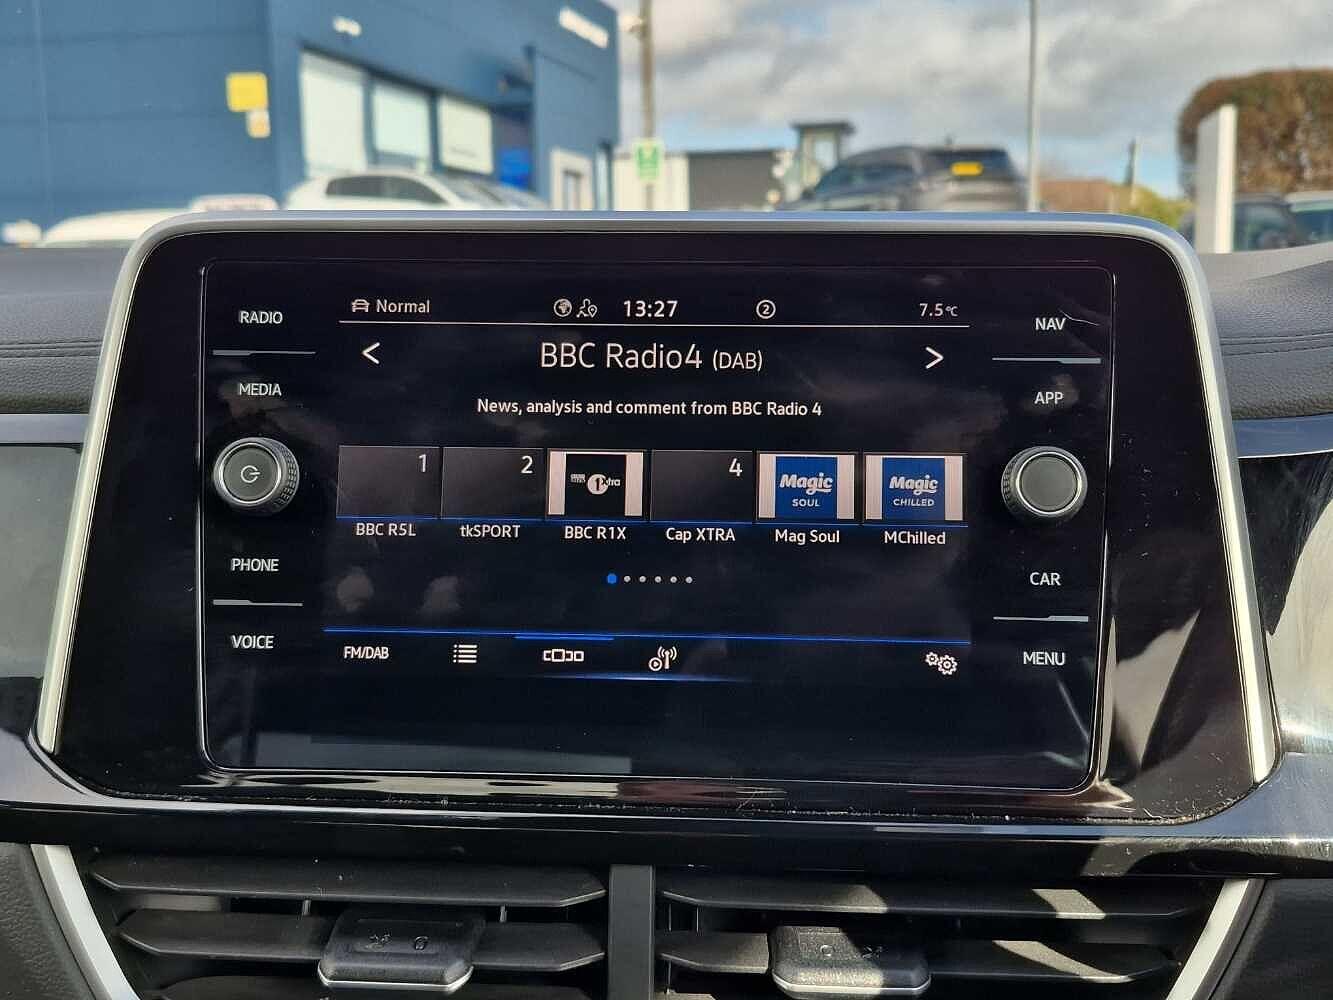 RADIO
MEDIA
PHONE
VOICE
Normal
13:27
2
7.5°C
< BBC Radio4 (DAB) >
News, analysis and comment from BBC Radio 4
1 2 1Xtra 4 Magic SOUL Magic CHILLED
BBC R5L tkSPORT BBC R1X Cap XTRA Mag Soul MChilled
FM/DAB
NAV
APP
CAR
MENU